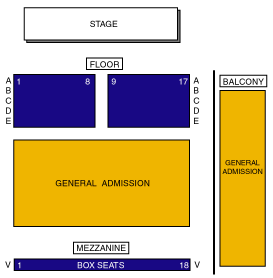 STAGE
FLOOR
A 1 8 9 17 A
B B
C C
D D
E E
BALCONY
GENERAL ADMISSION
GENERAL
ADMISSION
MEZZANINE
V 1 BOX SEATS 18 V